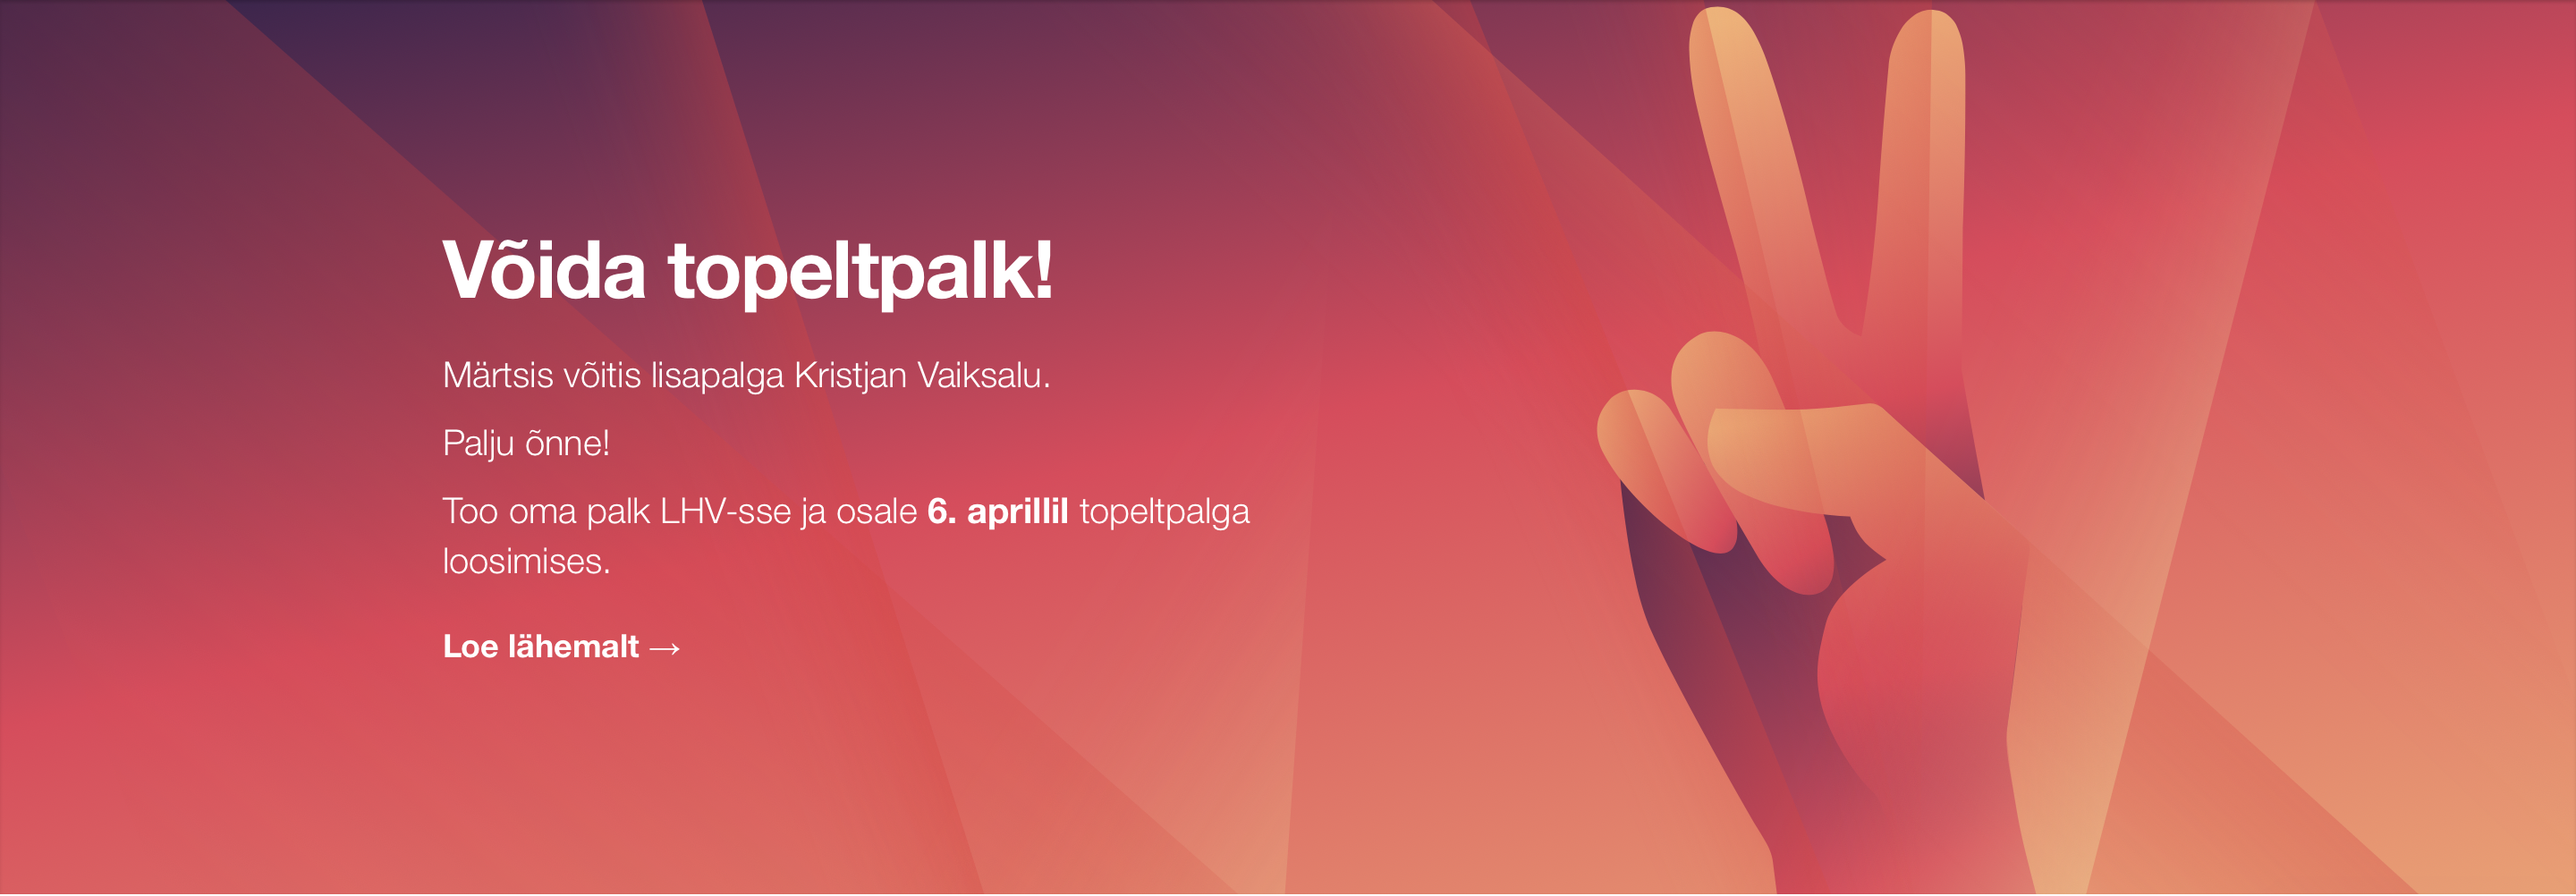 Võida topeltpalk!
Märtsis võitis lisapalga Kristjan Vaiksalu.
Palju õnne!
Too oma palk LHV-sse ja osale 6. aprillil topeltpalga
loosimises.
Loe lähemalt →